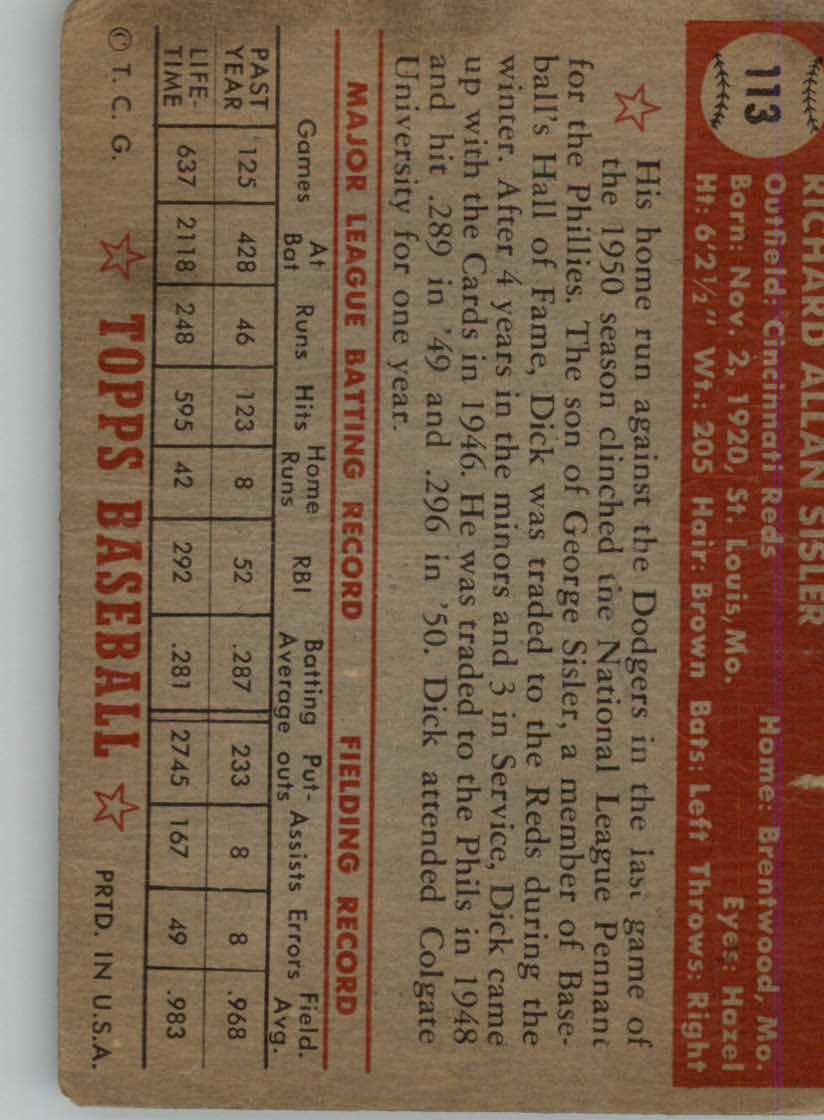 113
RICHARD ALLAN SISLER
Outfield: Cincinnati Reds Home: Brentwood, Mo.
Born: Nov. 2, 1920, St. Louis, Mo. Eyes: Hazel
Ht: 6'2½" Wt.: 205 Hair: Brown Bats: Left Throws: Right
His home run against the Dodgers in the last game of
the 1950 season clinched the National League Pennant
for the Phillies. The son of George Sisler, a member of Base-
ball's Hall of Fame, Dick was traded to the Reds during the
winter. After 4 years in the minors and 3 in Service, Dick came
up with the Cards in 1946. He was traded to the Phils in 1948
and hit .289 in '49 and .296 in '50. Dick attended Colgate
University for one year.
MAJOR LEAGUE BATTING RECORD FIELDING RECORD
Games At Bat Runs Hits Home Runs RBI Batting Average Put-outs Assists Errors Field. Avg.
PAST YEAR 125 428 46 123 8 52 .287 233 8 8 .968
LIFE-TIME 637 2118 248 595 42 292 .281 2745 167 49 .983
© T. C. G. TOPPS BASEBALL PRTD. IN U.S.A.